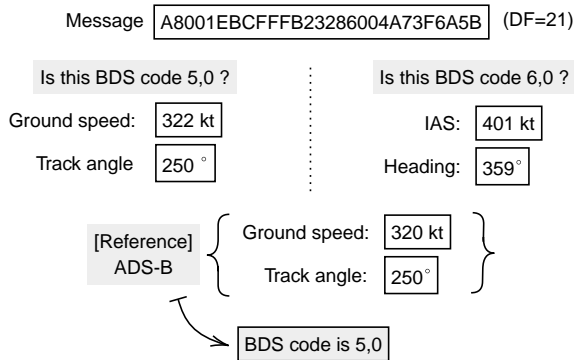 Message A8001EBCFFFB23286004A73F6A5B (DF=21)
Is this BDS code 5,0 ?
Ground speed: 322 kt
Track angle 250 °
Is this BDS code 6,0 ?
IAS: 401 kt
Heading: 359°
[Reference]
ADS-B
Ground speed: 320 kt
Track angle: 250°
BDS code is 5,0